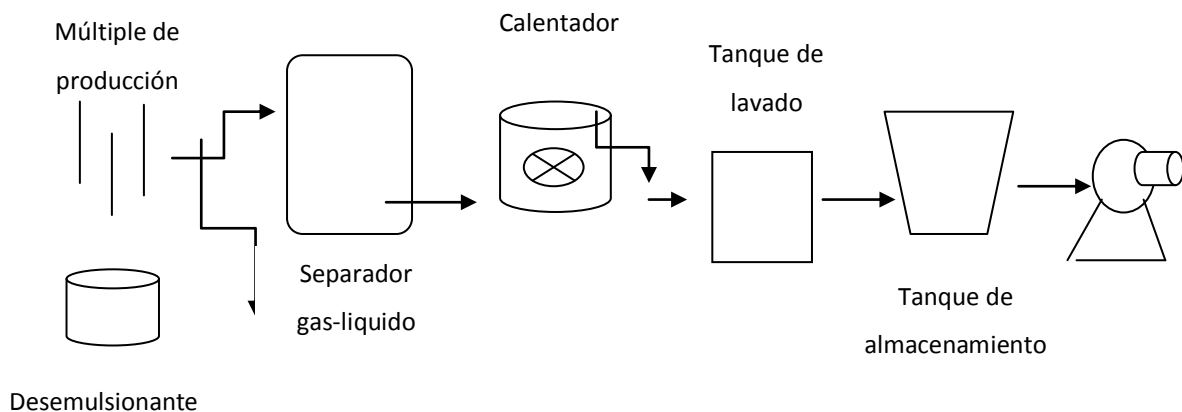 Múltiple de
producción
Calentador
Tanque de
lavado
Separador
gas-liquido
Tanque de
almacenamiento
Desemulsionante